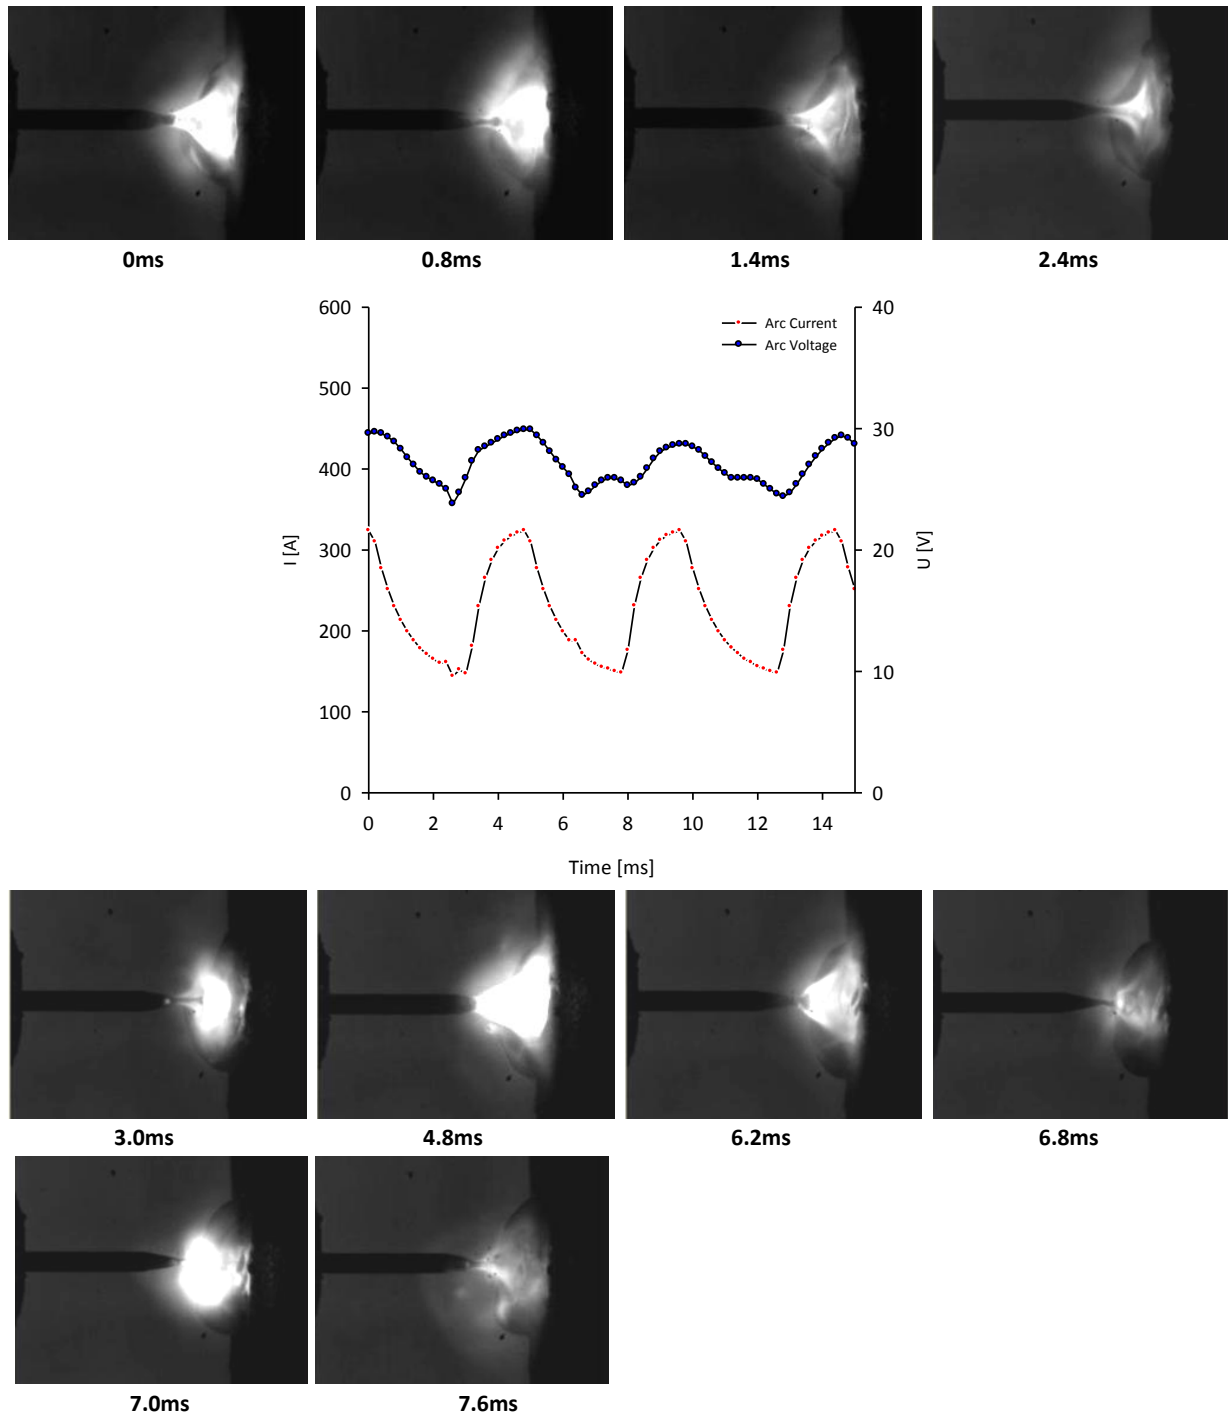 0ms 0.8ms 1.4ms 2.4ms
600 40
Arc Current
Arc Voltage
500
30
400
I [A] 300 20 U [V]
200
10
100
0 0
0 2 4 6 8 10 12 14
Time [ms]
3.0ms 4.8ms 6.2ms 6.8ms
7.0ms 7.6ms